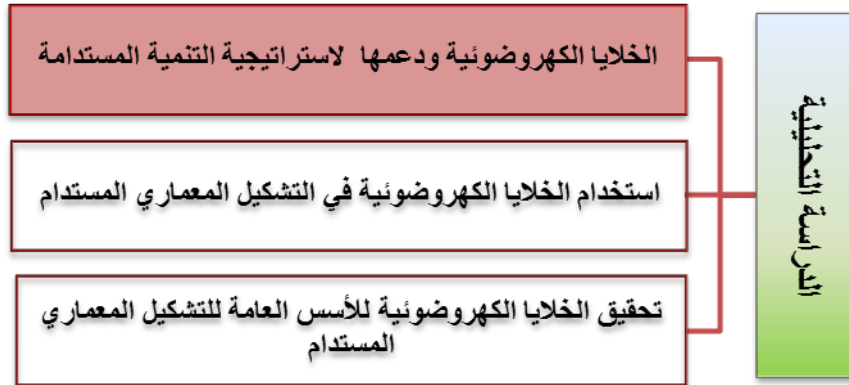 الدراسة التحليلية
الخلايا الكهروضوئية ودعمها لاستراتيجية التنمية المستدامة
استخدام الخلايا الكهروضوئية في التشكيل المعماري المستدام
تحقيق الخلايا الكهروضوئية للأسس العامة للتشكيل المعماري
المستدام